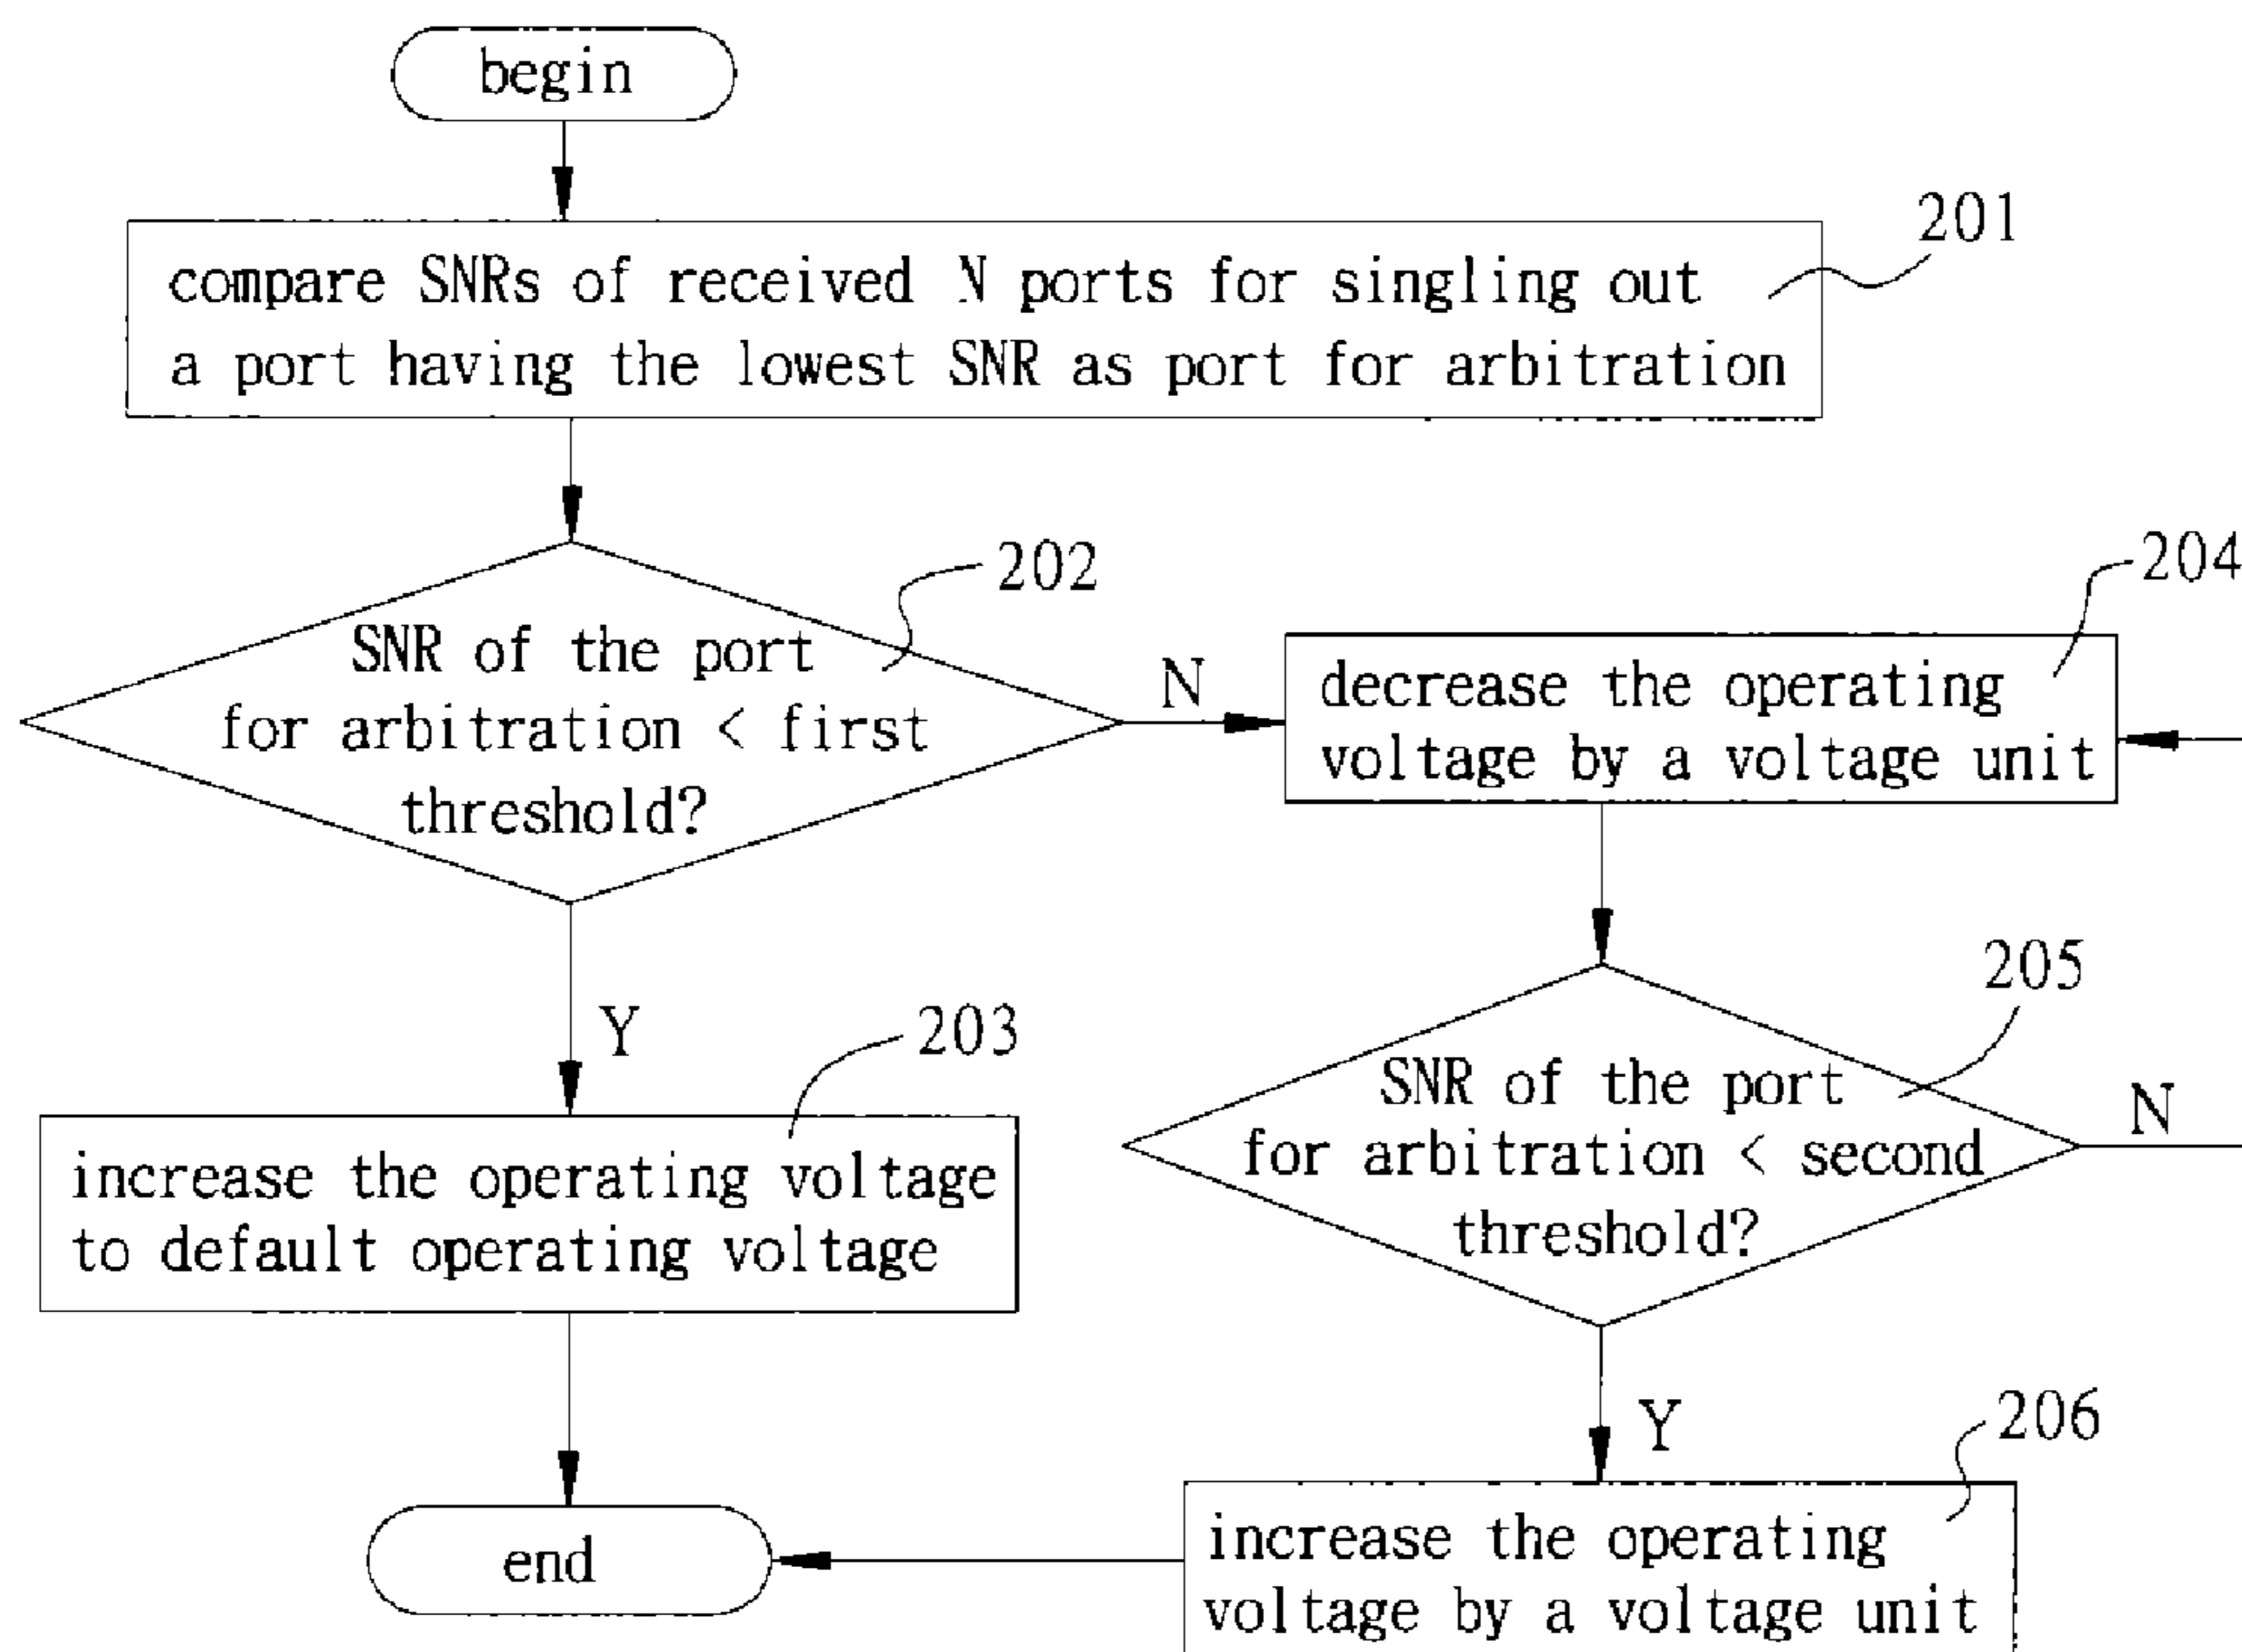 begin
201
compare SNRs of received N ports for singling out
a port having the lowest SNR as port for arbitration
202
SNR of the port
for arbitration < first
threshold?
N
204
decrease the operating
voltage by a voltage unit
Y
203
increase the operating voltage
to default operating voltage
205
SNR of the port
for arbitration < second
threshold?
N
Y
206
increase the operating
voltage by a voltage unit
end